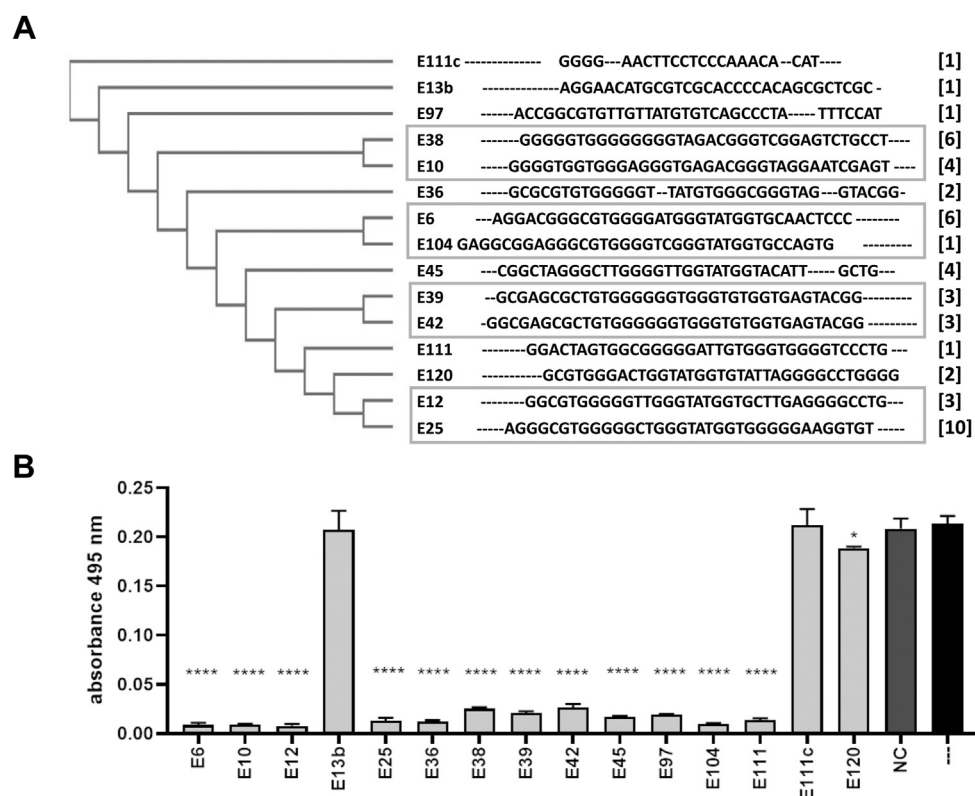 A
E111c -------------- GGGG---AACTTCCTCCCAAACA--CAT---- [1]
E13b --------------AGGAACATGCGTCGCACCCCACAGCGCTCGC - [1]
E97 ------ACCGGCGTGTTGTTATGTGTCAGCCCTA-----TTTCCAT [1]
E38 -------GGGGGTGGGGGGGGTAGACGGGTCGGAGTCTGCCT---- [6]
E10 -----GGGGTGGTGGGAGGGTGAGACGGGTAGGAATCGAGT ---- [4]
E36 -----GCGCGTGTGGGGGT--TATGTGGGCGGGTAG---GTACGG- [2]
E6 ---AGGACGGGCGTGGGGATGGGTATGGTGCAACTCCC -------- [6]
E104 GAGGCGGAGGGCGTGGGGTCGGGTATGGTGCCAGTG --------- [1]
E45 ---CGGCTAGGGCTTGGGGTTGGTATGGTACATT----- GCTG--- [4]
E39 --GCGAGCGCTGTGGGGGGTGGGTGTGGTGAGTACGG--------- [3]
E42 -GGCGAGCGCTGTGGGGGGTGGGTGTGGTGAGTACGG --------- [3]
E111 --------GGACTAGTGGCGGGGGATTGTGGGTGGGGTCCCTG --- [1]
E120 -----------GCGTGGGACTGGTATGGTGTATTAGGGGCCTGGGG [2]
E12 --------GGCGTGGGGGTTGGGTATGGTGCTTGAGGGGCCTG--- [3]
E25 -----AGGGCGTGGGGGCTGGGTATGGTGGGGGAAGGTGT ----- [10]
B
absorbance 495 nm
0.25
0.20
0.15
0.10
0.05
0.00
**** **** **** **** **** **** **** **** **** **** **** **** *
E6 E10 E12 E13b E25 E36 E38 E39 E42 E45 E97 E104 E111 E111c E120 NC ---